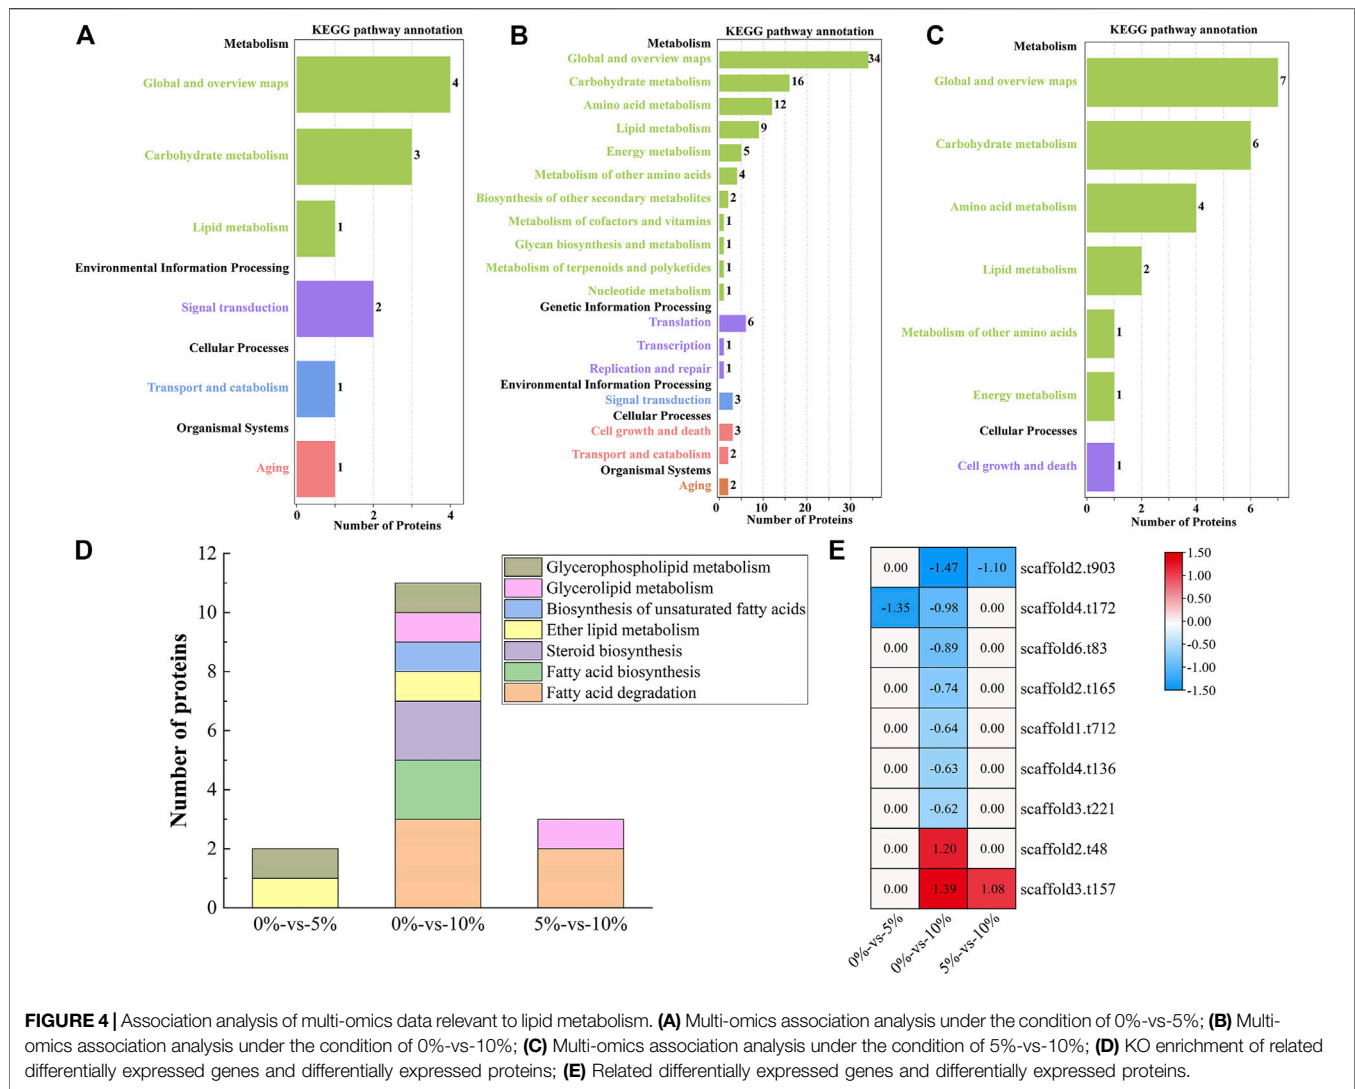 A
KEGG pathway annotation
Metabolism
Global and overview maps
4
Carbohydrate metabolism
3
Lipid metabolism
1
Environmental Information Processing
Signal transduction
2
Cellular Processes
Transport and catabolism
1
Organismal Systems
Aging
1
0 2 4
Number of Proteins
B
KEGG pathway annotation
Metabolism
Global and overview maps
34
Carbohydrate metabolism
16
Amino acid metabolism
12
Lipid metabolism
9
Energy metabolism
5
Metabolism of other amino acids
4
Biosynthesis of other secondary metabolites
2
Metabolism of cofactors and vitamins
1
Glycan biosynthesis and metabolism
1
Metabolism of terpenoids and polyketides
1
Nucleotide metabolism
1
Genetic Information Processing
Translation
6
Transcription
1
Replication and repair
1
Environmental Information Processing
Signal transduction
3
Cellular Processes
Cell growth and death
3
Transport and catabolism
2
Organismal Systems
Aging
2
0 10 20 30
Number of Proteins
C
KEGG pathway annotation
Metabolism
Global and overview maps
7
Carbohydrate metabolism
6
Amino acid metabolism
4
Lipid metabolism
2
Metabolism of other amino acids
1
Energy metabolism
1
Cellular Processes
Cell growth and death
1
0 2 4 6
Number of Proteins
D
Number of proteins
12
10
8
6
4
2
0
0%-vs-5% 0%-vs-10% 5%-vs-10%
Glycerophospholipid metabolism
Glycerolipid metabolism
Biosynthesis of unsaturated fatty acids
Ether lipid metabolism
Steroid biosynthesis
Fatty acid biosynthesis
Fatty acid degradation
E
0.00 -1.47 -1.10 scaffold2.t903
-1.35 -0.98 0.00 scaffold4.t172
0.00 -0.89 0.00 scaffold6.t83
0.00 -0.74 0.00 scaffold2.t165
0.00 -0.64 0.00 scaffold1.t712
0.00 -0.63 0.00 scaffold4.t136
0.00 -0.62 0.00 scaffold3.t221
0.00 1.20 0.00 scaffold2.t48
0.00 1.39 1.08 scaffold3.t157
0%-vs-5% 0%-vs-10% 5%-vs-10%
1.50
1.00
0.50
0.00
-0.50
-1.00
-1.50
FIGURE 4 | Association analysis of multi-omics data relevant to lipid metabolism. (A) Multi-omics association analysis under the condition of 0%-vs-5%; (B) Multi-
omics association analysis under the condition of 0%-vs-10%; (C) Multi-omics association analysis under the condition of 5%-vs-10%; (D) KO enrichment of related
differentially expressed genes and differentially expressed proteins; (E) Related differentially expressed genes and differentially expressed proteins.